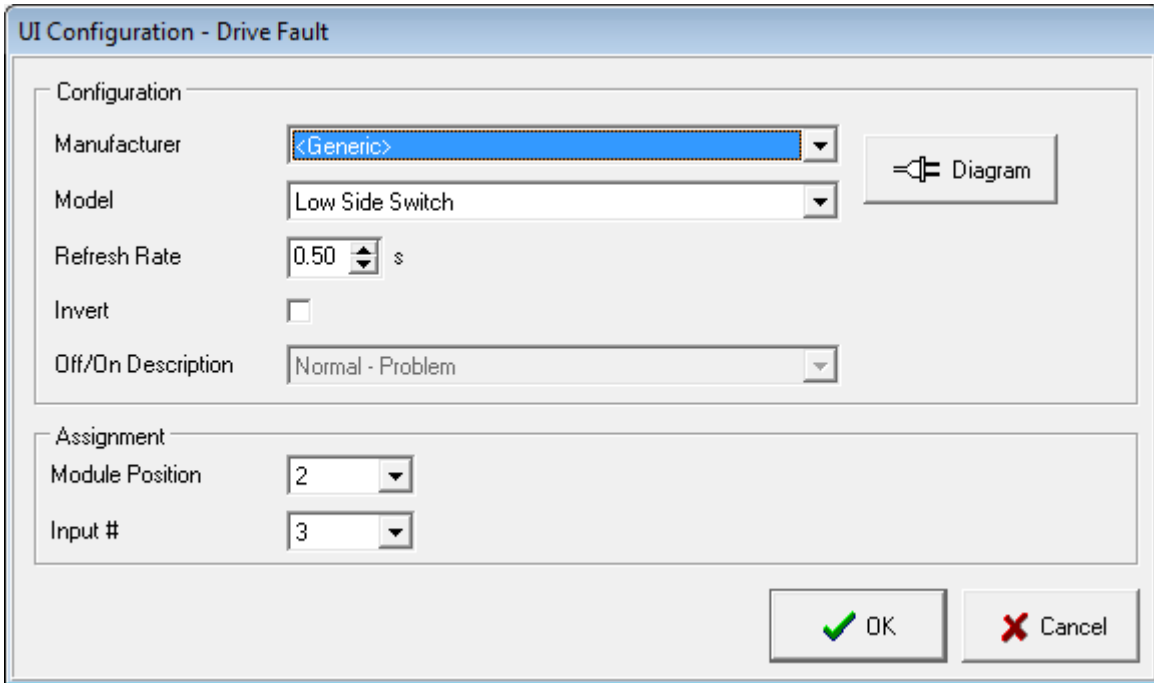 UI Configuration - Drive Fault
Configuration
Manufacturer <Generic>
Diagram
Model Low Side Switch
Refresh Rate 0.50 s
Invert
Off/On Description Normal - Problem
Assignment
Module Position 2
Input # 3
OK Cancel